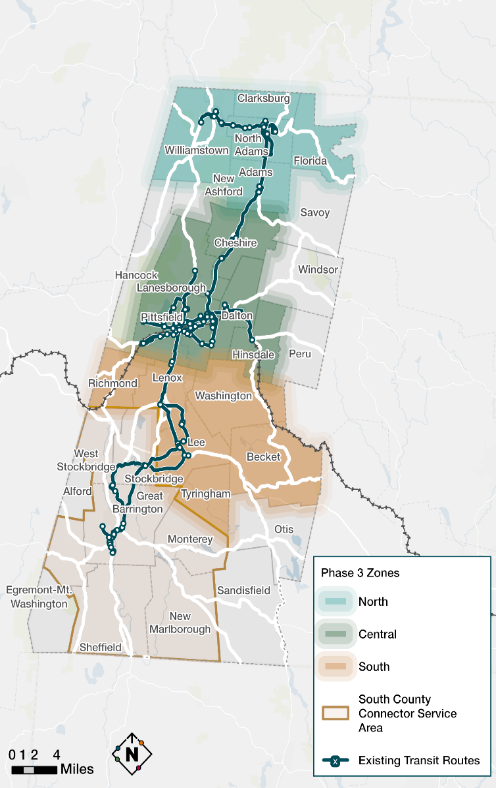 Clarksburg
North
Adams
Williamstown
Florida
Adams
New
Ashford
Savoy
Cheshire
Windsor
Hancock
Lanesborough
Pittsfield
Dalton
Hinsdale
Peru
Richmond
Lenox
Washington
Lee
West
Stockbridge
Becket
Stockbridge
Alford
Great
Barrington
Tyringham
Otis
Monterey
Egremont-Mt.
Washington
Sandisfield
New
Marlborough
Sheffield
Phase 3 Zones
North
Central
South
South County
Connector Service
Area
Existing Transit Routes
N
0 1 2 4
Miles